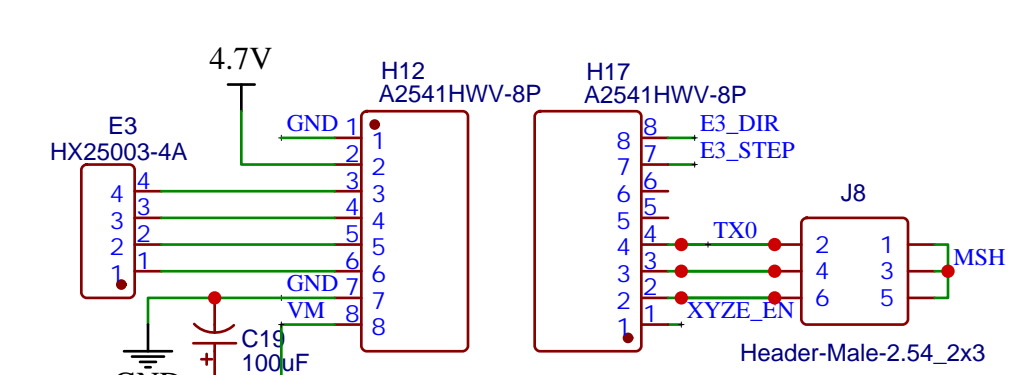 4.7V
H12
A2541HWV-8P
H17
A2541HWV-8P
E3
HX25003-4A
GND 1 1
2 2
3 3
4 4
5 5
6 6
GND 7 7
VM 8 8
4 4
3 3
2 2
1 1
8 8 E3_DIR
7 7 E3_STEP
6 6
5 5
4 4 TX0
3 3
2 2
1 1 XYZE_EN
J8
2 1
4 3
6 5
MSH
Header-Male-2.54_2x3
C19
100uF
GND